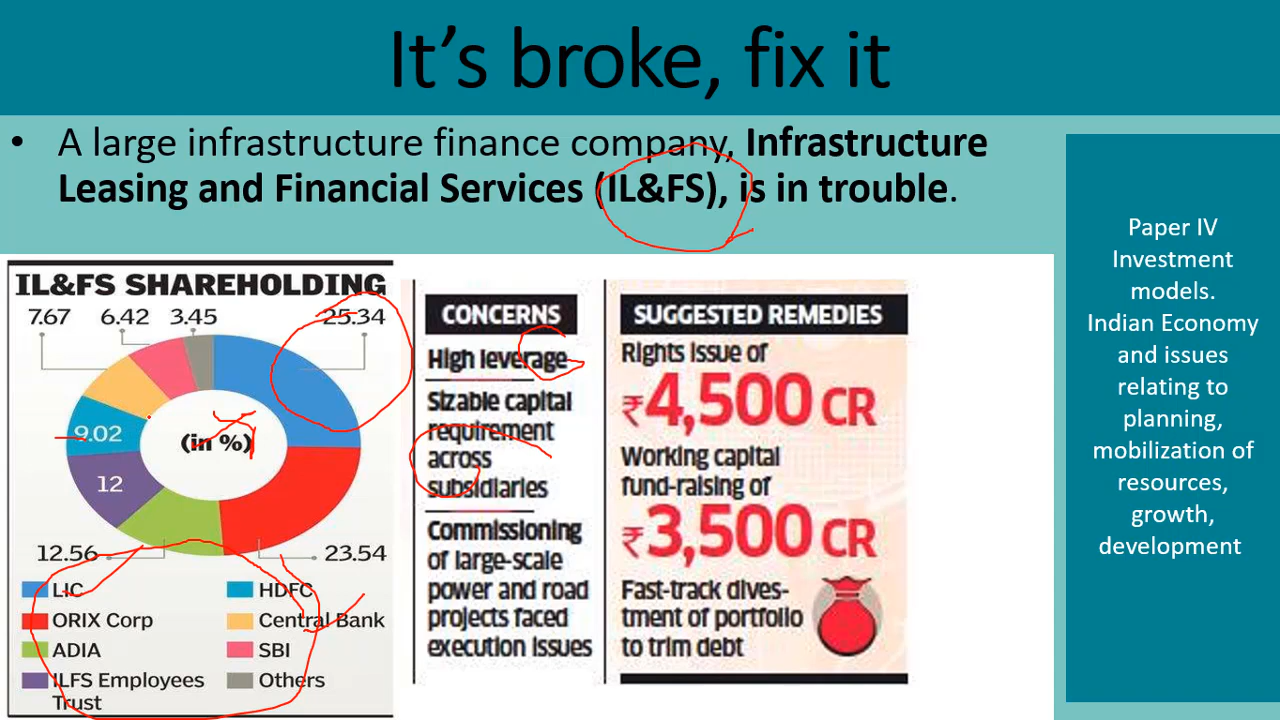 It's broke, fix it
• A large infrastructure finance company, Infrastructure
Leasing and Financial Services (IL&FS), is in trouble.
IL&FS SHAREHOLDING
7.67 6.42 3.45 25.34
9.02
(in %)
12
12.56 23.54
LIC
ORIX Corp
ADIA
ILFS Employees
Trust
HDFC
Central Bank
SBI
Others
CONCERNS
High leverage
Sizable capital
requirement
across
subsidiaries
Commissioning
of large-scale
power and road
projects faced
execution issues
SUGGESTED REMEDIES
Rights issue of
₹4,500 CR
Working capital
fund-raising of
₹3,500 CR
Fast-track dives-
tment of portfolio
to trim debt
Paper IV
Investment
models.
Indian Economy
and issues
relating to
planning,
mobilization of
resources,
growth,
development